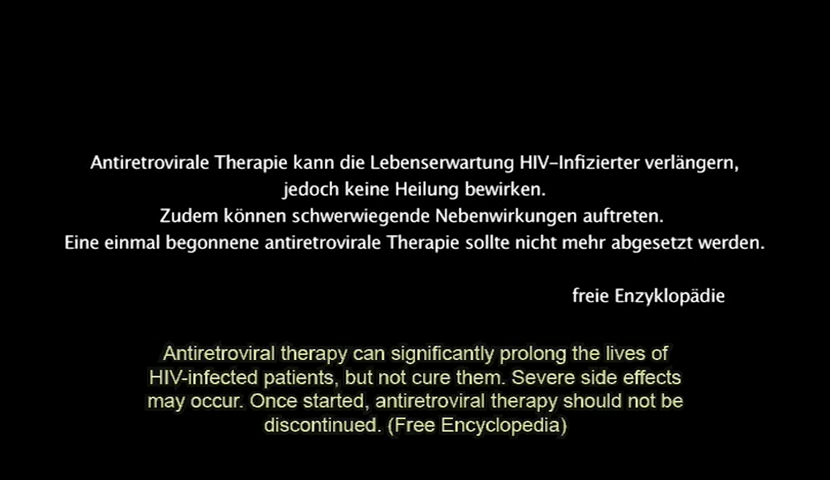 Antiretrovirale Therapie kann die Lebenserwartung HIV-Infizierter verlängern,
jedoch keine Heilung bewirken.
Zudem können schwerwiegende Nebenwirkungen auftreten.
Eine einmal begonnene antiretrovirale Therapie sollte nicht mehr abgesetzt werden.
freie Enzyklopädie
Antiretroviral therapy can significantly prolong the lives of
HIV-infected patients, but not cure them. Severe side effects
may occur. Once started, antiretroviral therapy should not be
discontinued. (Free Encyclopedia)